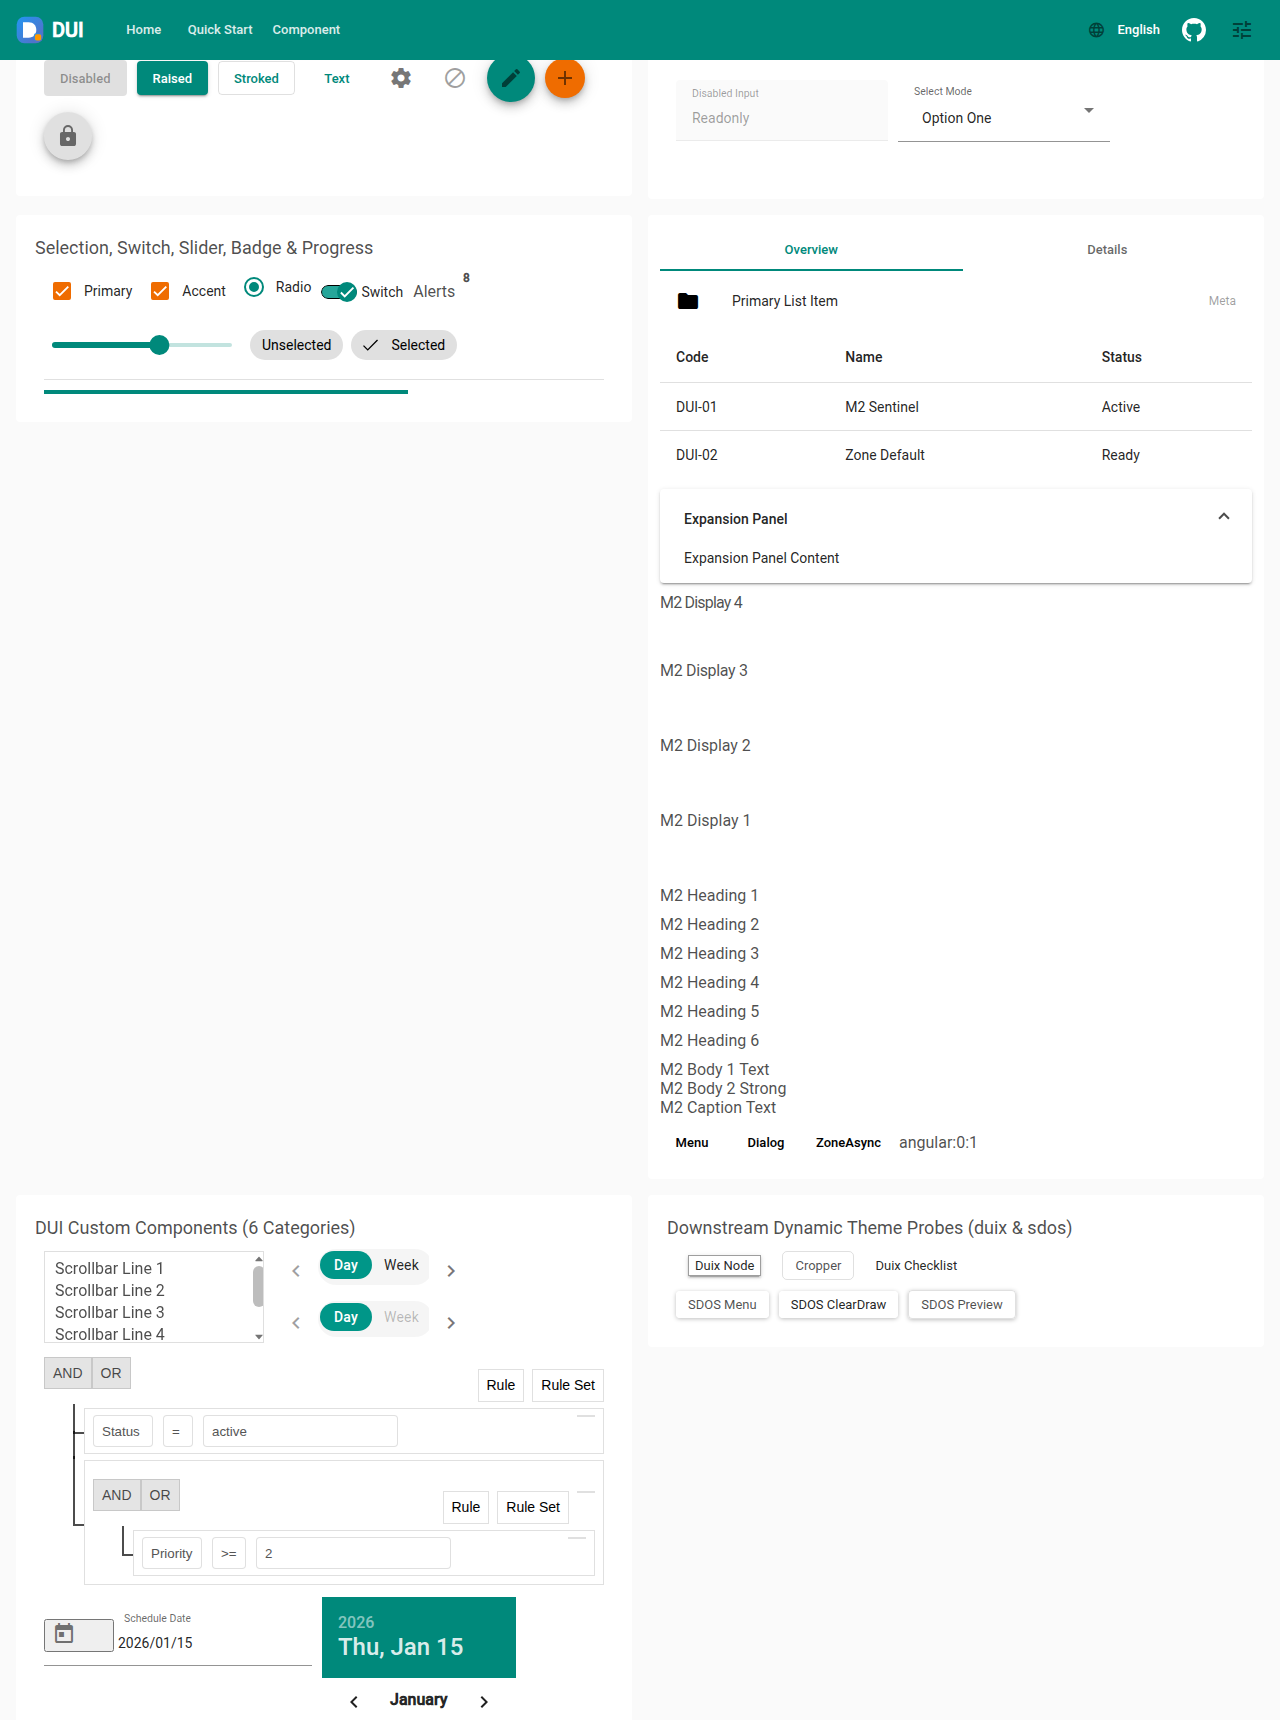 DUI Home Quick Start Component English
Disabled Raised Stroked Text
Disabled Input
Readonly
Select Mode
Option One
Selection, Switch, Slider, Badge & Progress
Primary Accent Radio Switch Alerts 8
Unselected Selected
Overview Details
Primary List Item Meta
Code Name Status
DUI-01 M2 Sentinel Active
DUI-02 Zone Default Ready
Expansion Panel
Expansion Panel Content
M2 Display 4
M2 Display 3
M2 Display 2
M2 Display 1
M2 Heading 1
M2 Heading 2
M2 Heading 3
M2 Heading 4
M2 Heading 5
M2 Heading 6
M2 Body 1 Text
M2 Body 2 Strong
M2 Caption Text
Menu Dialog ZoneAsync angular:0:1
DUI Custom Components (6 Categories)
Scrollbar Line 1
Scrollbar Line 2
Scrollbar Line 3
Scrollbar Line 4
Day Week
Day Week
AND OR Rule Rule Set
Status = active
AND OR Rule Rule Set
Priority >= 2
Schedule Date
2026/01/15
2026
Thu, Jan 15
January
Downstream Dynamic Theme Probes (duix & sdos)
Duix Node Cropper Duix Checklist
SDOS Menu SDOS ClearDraw SDOS Preview